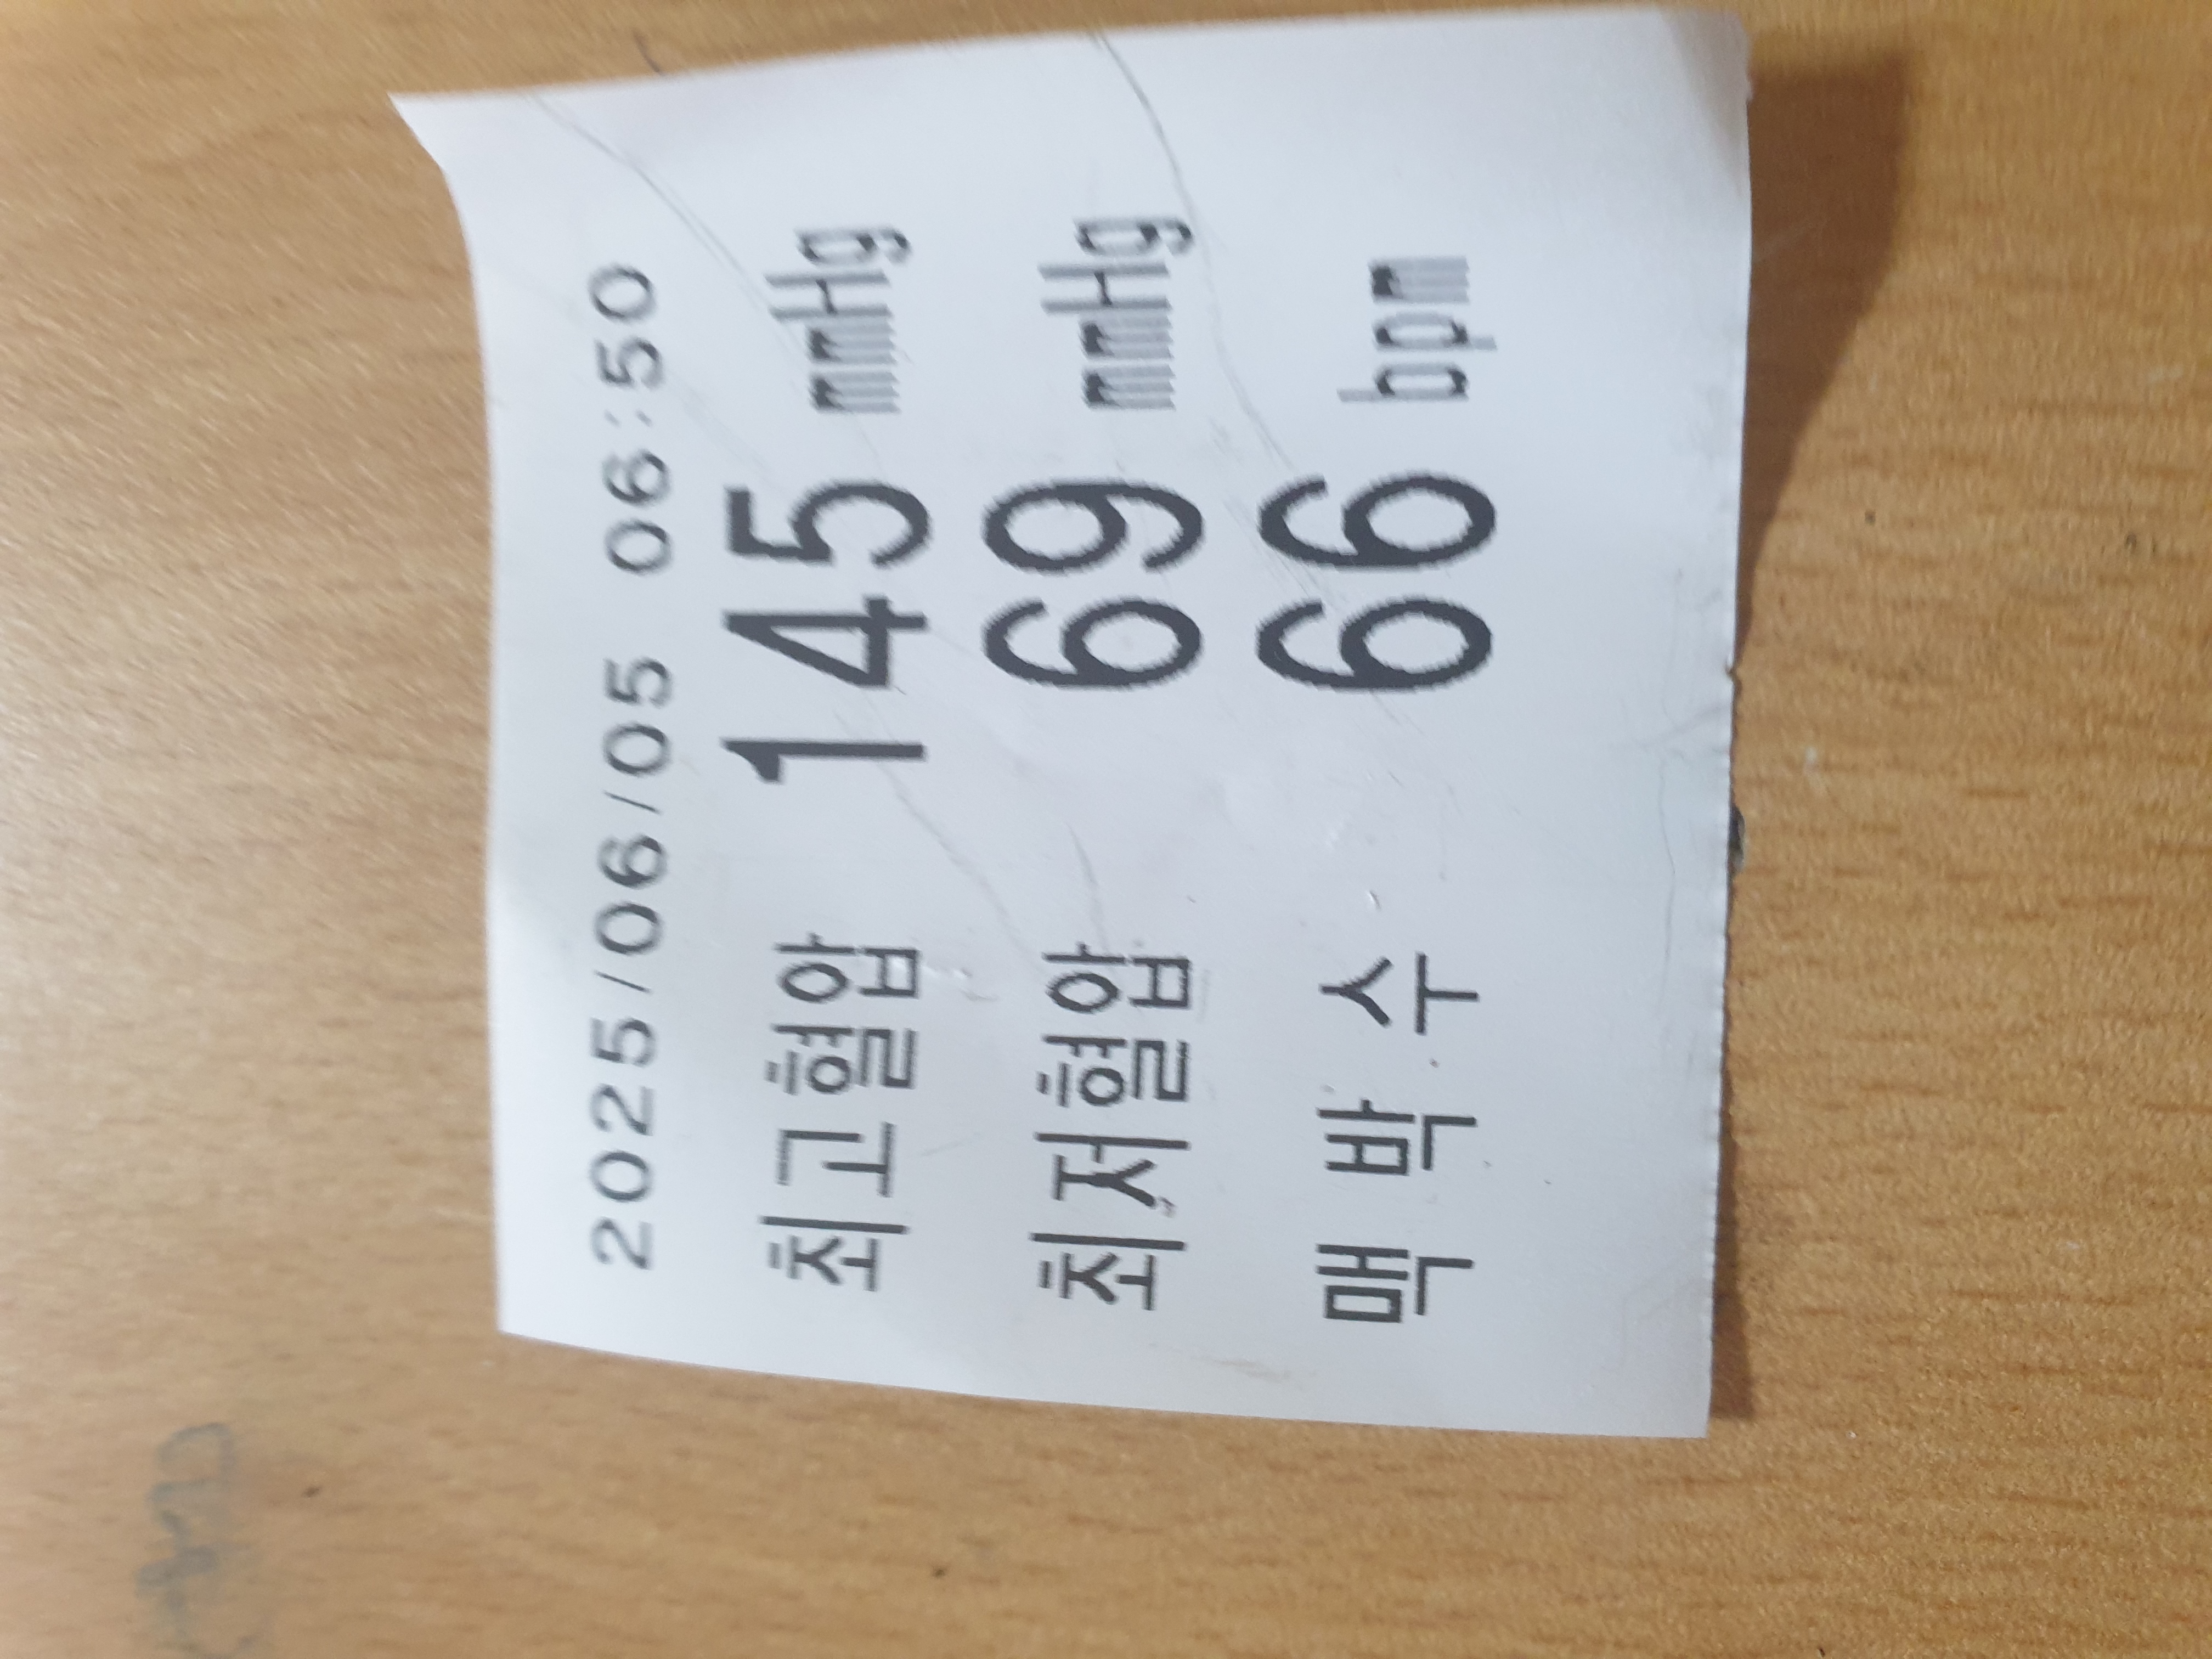 2025/06/05 06:50
최고혈압 145 mmHg
최저혈압 69 mmHg
맥 박 수 66 bpm